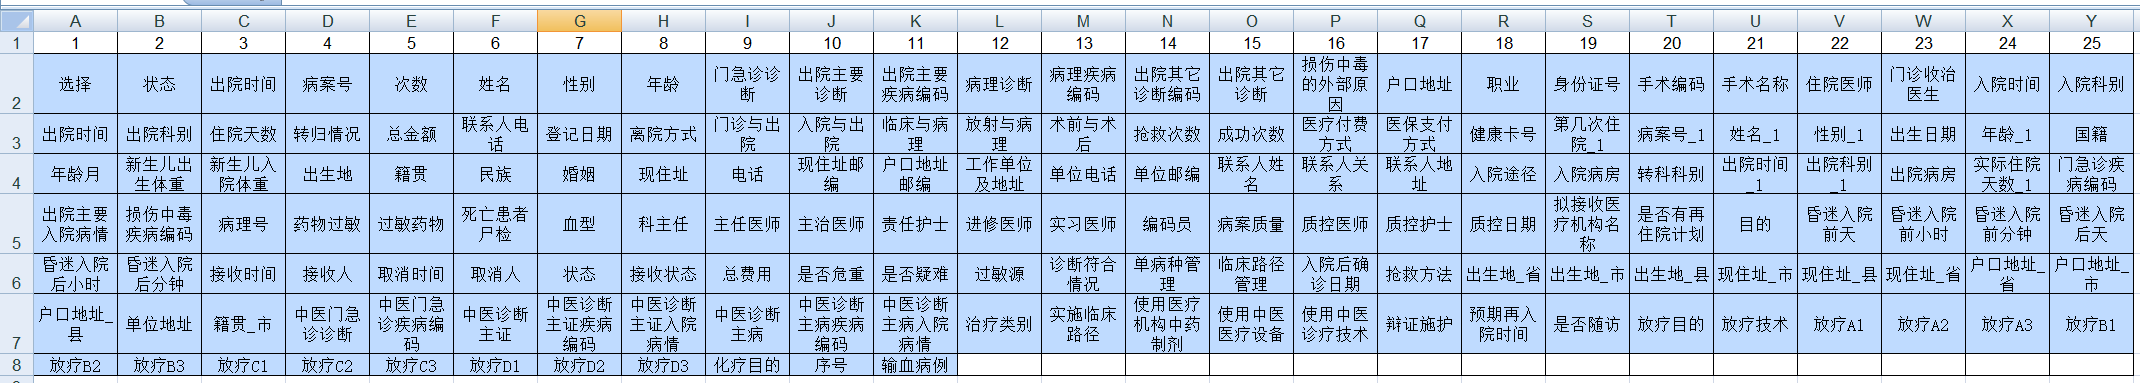 A B C D E F G H I J K L M N O P Q R S T U V W X Y
1 1 2 3 4 5 6 7 8 9 10 11 12 13 14 15 16 17 18 19 20 21 22 23 24 25
2 选择 状态 出院时间 病案号 次数 姓名 性别 年龄 门急诊诊断 出院主要诊断 出院主要疾病编码 病理诊断 病理疾病编码 出院其它诊断编码 出院其它诊断 损伤中毒的外部原因 户口地址 职业 身份证号 手术编码 手术名称 住院医师 门诊收治医生 入院时间 入院科别
3 出院时间 出院科别 住院天数 转归情况 总金额 联系人电话 登记日期 离院方式 门诊与出院 入院与出院 临床与病理 放射与病理 术前与术后 抢救次数 成功次数 医疗付费方式 医保支付方式 健康卡号 第几次住院_1 病案号_1 姓名_1 性别_1 出生日期 年龄_1 国籍
4 年龄月 新生儿出生体重 新生儿入院体重 出生地 籍贯 民族 婚姻 现住址 电话 现住址邮编 户口地址邮编 工作单位及地址 单位电话 单位邮编 联系人姓名 联系人关系 联系人地址 入院途径 入院病房 转科科别 出院时间_1 出院科别_1 出院病房 实际住院天数_1 门急诊疾病编码
5 出院主要入院病情 损伤中毒疾病编码 病理号 药物过敏 过敏药物 死亡患者尸检 血型 科主任 主任医师 主治医师 责任护士 进修医师 实习医师 编码员 病案质量 质控医师 质控护士 质控日期 拟接收医疗机构名称 是否有再住院计划 目的 昏迷入院前天 昏迷入院前小时 昏迷入院前分钟 昏迷入院后天
6 昏迷入院后小时 昏迷入院后分钟 接收时间 接收人 取消时间 取消人 状态 接收状态 总费用 是否危重 是否疑难 过敏源 诊断符合情况 单病种管理 临床路径管理 入院后确诊日期 抢救方法 出生地_省 出生地_市 出生地_县 现住址_市 现住址_县 现住址_省 户口地址_省 户口地址_市
7 户口地址_县 单位地址 籍贯_市 中医门急诊诊断 中医门急诊疾病编码 中医诊断主证 中医诊断主证疾病编码 中医诊断主证入院病情 中医诊断主病 中医诊断主病疾病编码 中医诊断主病入院病情 治疗类别 实施临床路径 使用医疗机构中药制剂 使用中医医疗设备 使用中医诊疗技术 辩证施护 预期再入院时间 是否随访 放疗目的 放疗技术 放疗A1 放疗A2 放疗A3 放疗B1
8 放疗B2 放疗B3 放疗C1 放疗C2 放疗C3 放疗D1 放疗D2 放疗D3 化疗目的 序号 输血病例